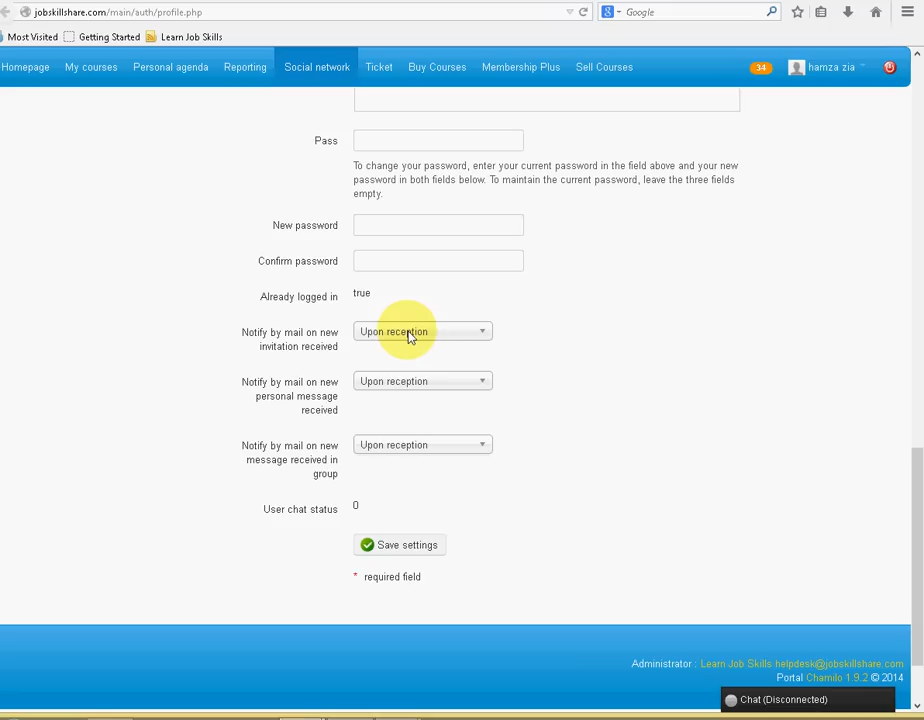 jobskillshare.com/main/auth/profile.php
Google
Most Visited Getting Started Learn Job Skills
Homepage My courses Personal agenda Reporting Social network Ticket Buy Courses Membership Plus Sell Courses 34 hamza zia
Pass
To change your password, enter your current password in the field above and your new
password in both fields below. To maintain the current password, leave the three fields
empty.
New password
Confirm password
Already logged in true
Notify by mail on new
invitation received
Upon reception
Notify by mail on new
personal message
received
Upon reception
Notify by mail on new
message received in
group
Upon reception
User chat status 0
Save settings
* required field
Administrator : Learn Job Skills helpdesk@jobskillshare.com
Portal Chamilo 1.9.2 © 2014
Chat (Disconnected)